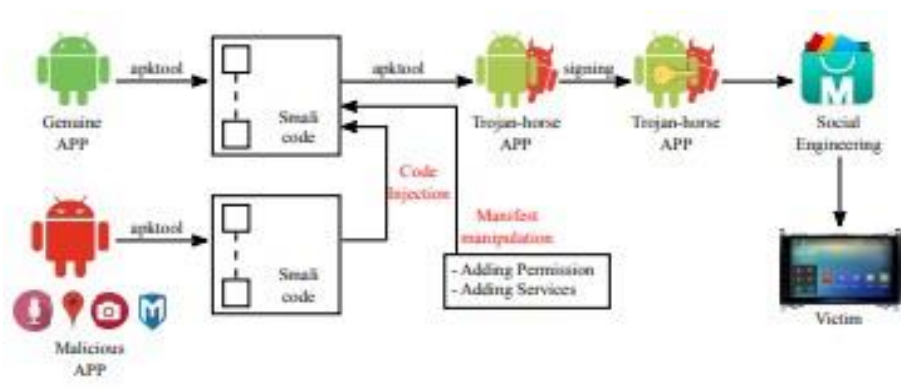 apktool
apktool
signing
Smali
code
Genuine
APP
Trojan-horse
APP
Trojan-horse
APP
M
Social
Engineering
Code
Injection
Manifest
manipulation
apktool
Smali
code
- Adding Permission
- Adding Services
Victim
Malicious
APP